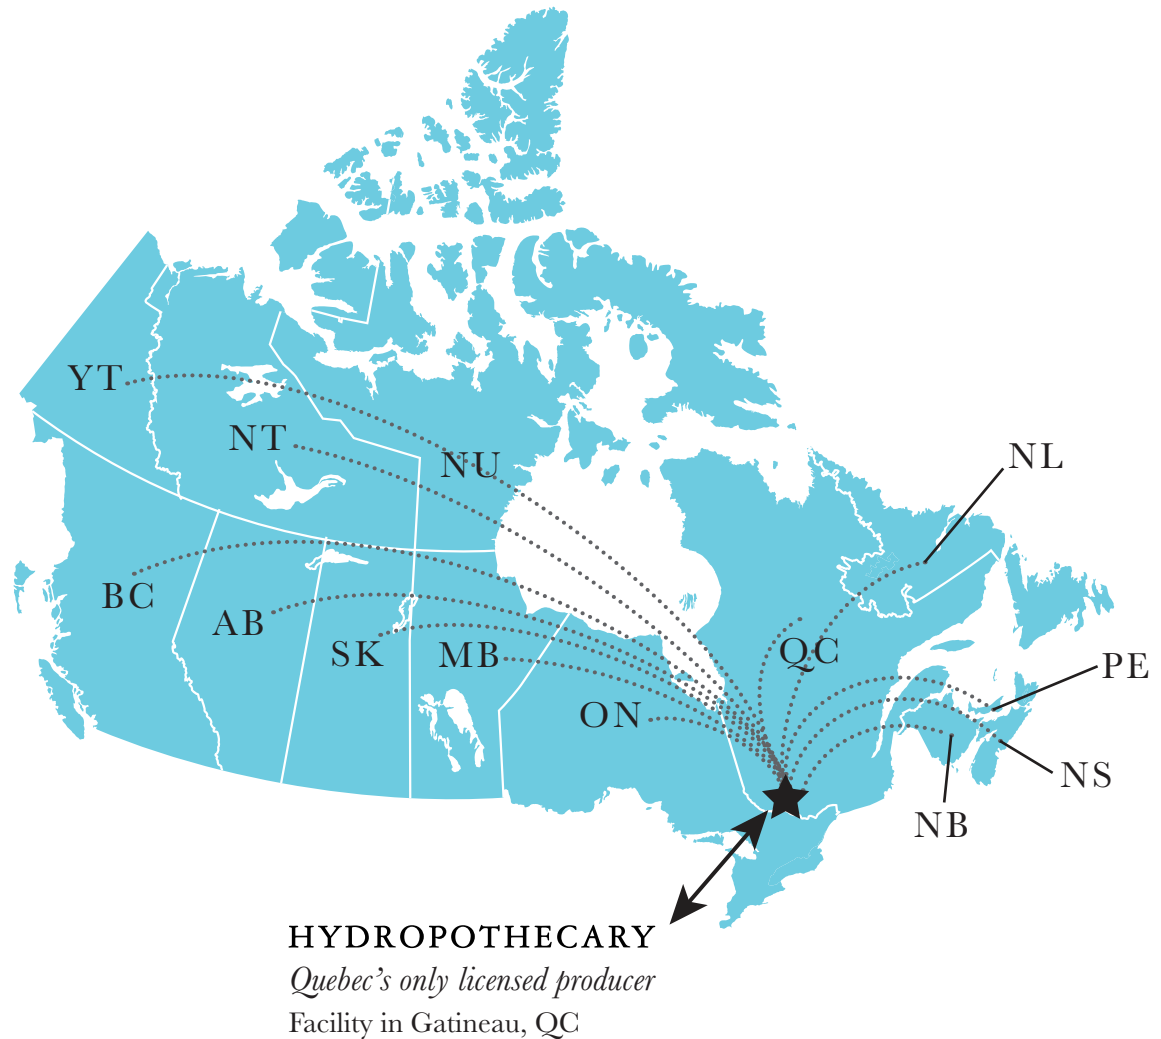 YT
NT
NU
NL
BC
AB
SK
MB
QC
PE
ON
NS
NB
HYDROPOTHECARY
Quebec's only licensed producer
Facility in Gatineau, QC